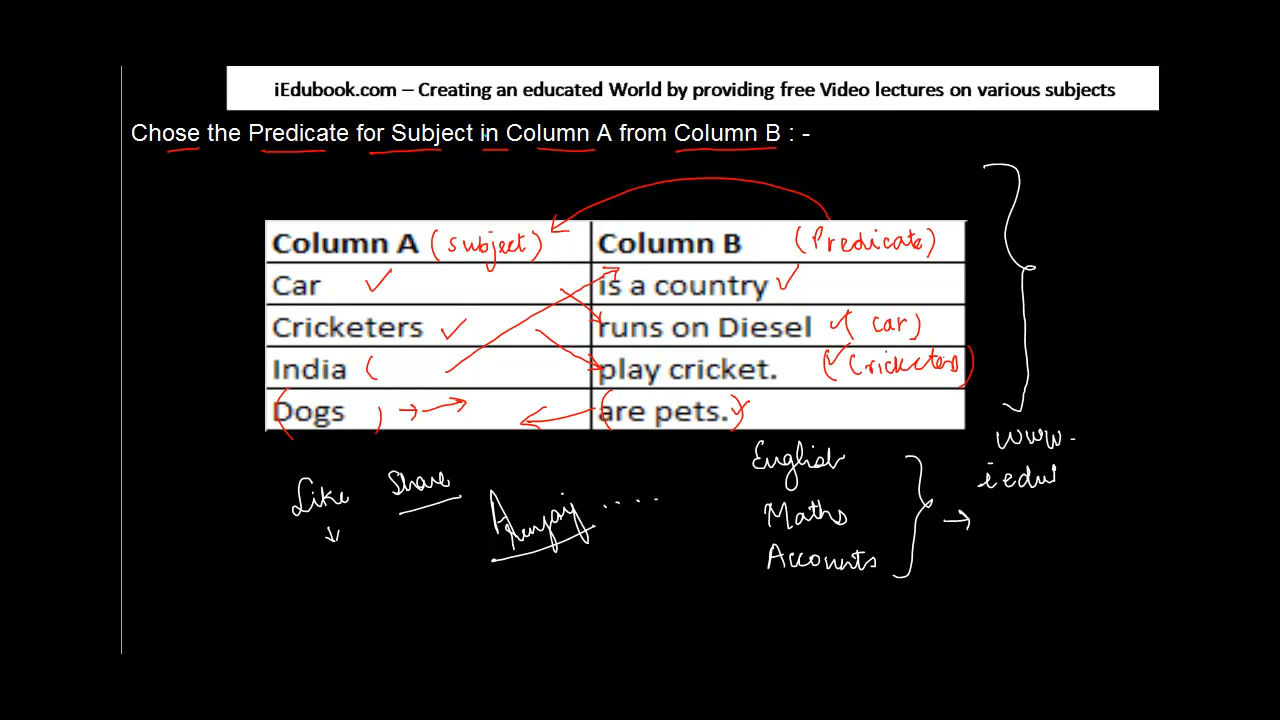 iEdubook.com – Creating an educated World by providing free Video lectures on various subjects
Chose the Predicate for Subject in Column A from Column B : -
Column A (Subject) Column B (Predicate)
Car is a country
Cricketers runs on Diesel (Car)
India ( play cricket. (Cricketers)
Dogs are pets.
Like Share English
Maths
Accounts
www.
iedu